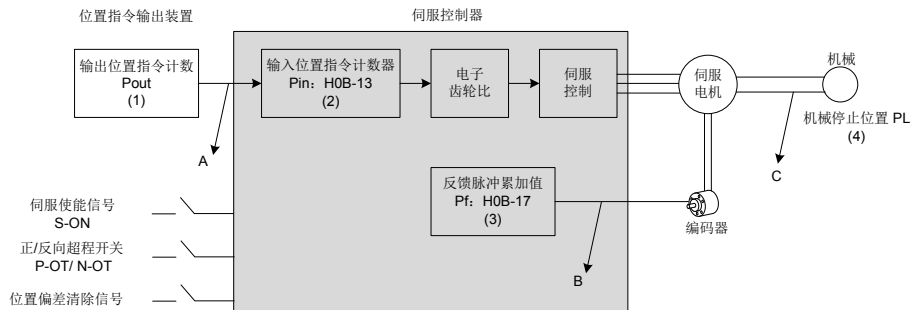 位置指令输出装置
伺服控制器
输出位置指令计数
Pout
(1)
输入位置指令计数器
Pin：H0B-13
(2)
电子
齿轮比
伺服
控制
伺服
电机
机械
机械停止位置 PL
(4)
A
C
反馈脉冲累加值
Pf：H0B-17
(3)
B
编码器
伺服使能信号
S-ON
正/反向超程开关
P-OT/ N-OT
位置偏差清除信号